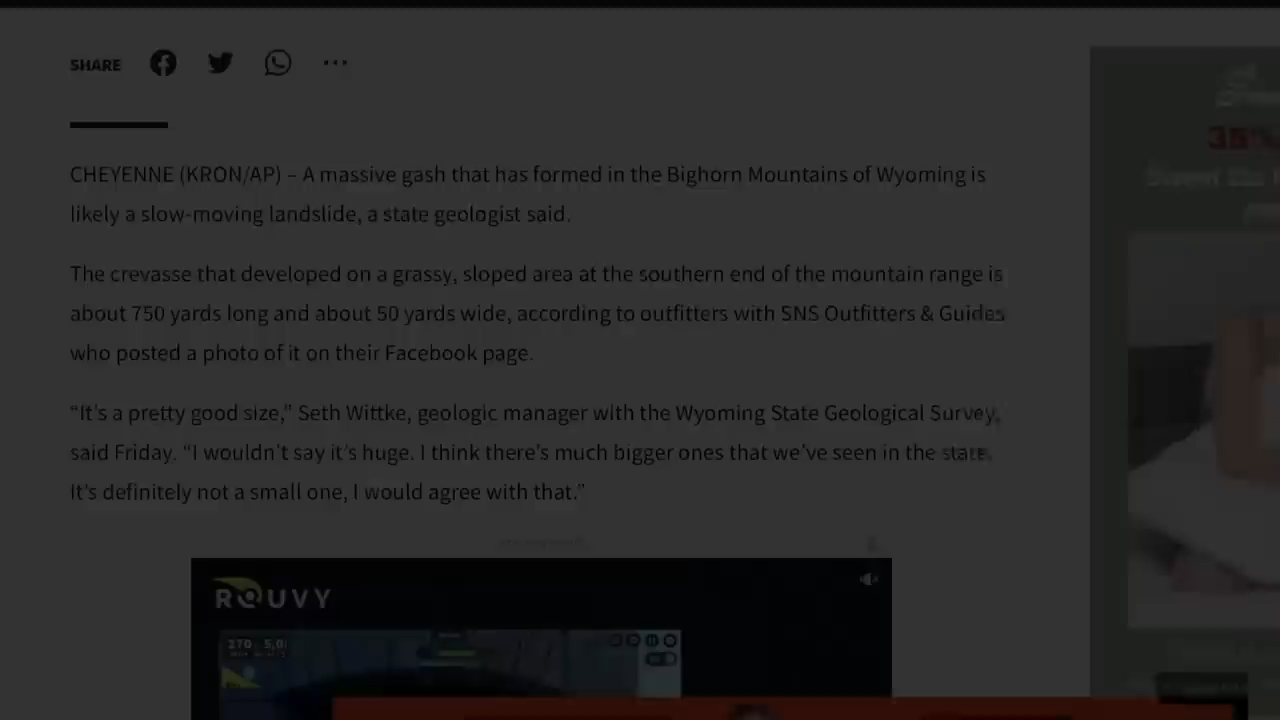 SHARE
CHEYENNE (KRON/AP) – A massive gash that has formed in the Bighorn Mountains of Wyoming is
likely a slow-moving landslide, a state geologist said.
The crevasse that developed on a grassy, sloped area at the southern end of the mountain range is
about 750 yards long and about 50 yards wide, according to outfitters with SNS Outfitters & Guides
who posted a photo of it on their Facebook page.
“It’s a pretty good size,” Seth Wittke, geologic manager with the Wyoming State Geological Survey,
said Friday. “I wouldn’t say it’s huge. I think there’s much bigger ones that we’ve seen in the state.
It’s definitely not a small one, I would agree with that.”
ROUVY
270 5,0
35%